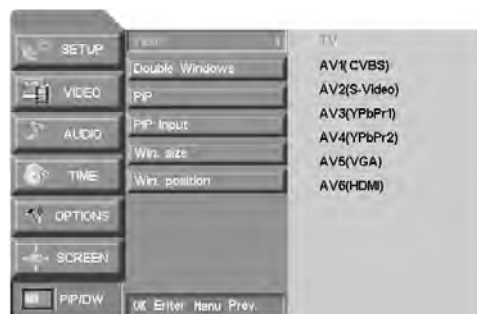 SETUP
VIDEO
AUDIO
TIME
OPTIONS
SCREEN
PIP/DW
Input
Double Windows
PIP
PIP Input
Win. size
Win. position
OK Enter Menu Prev.
TV
AV1(CVBS)
AV2(S-Video)
AV3(YPbPr1)
AV4(YPbPr2)
AV5(VGA)
AV6(HDMI)